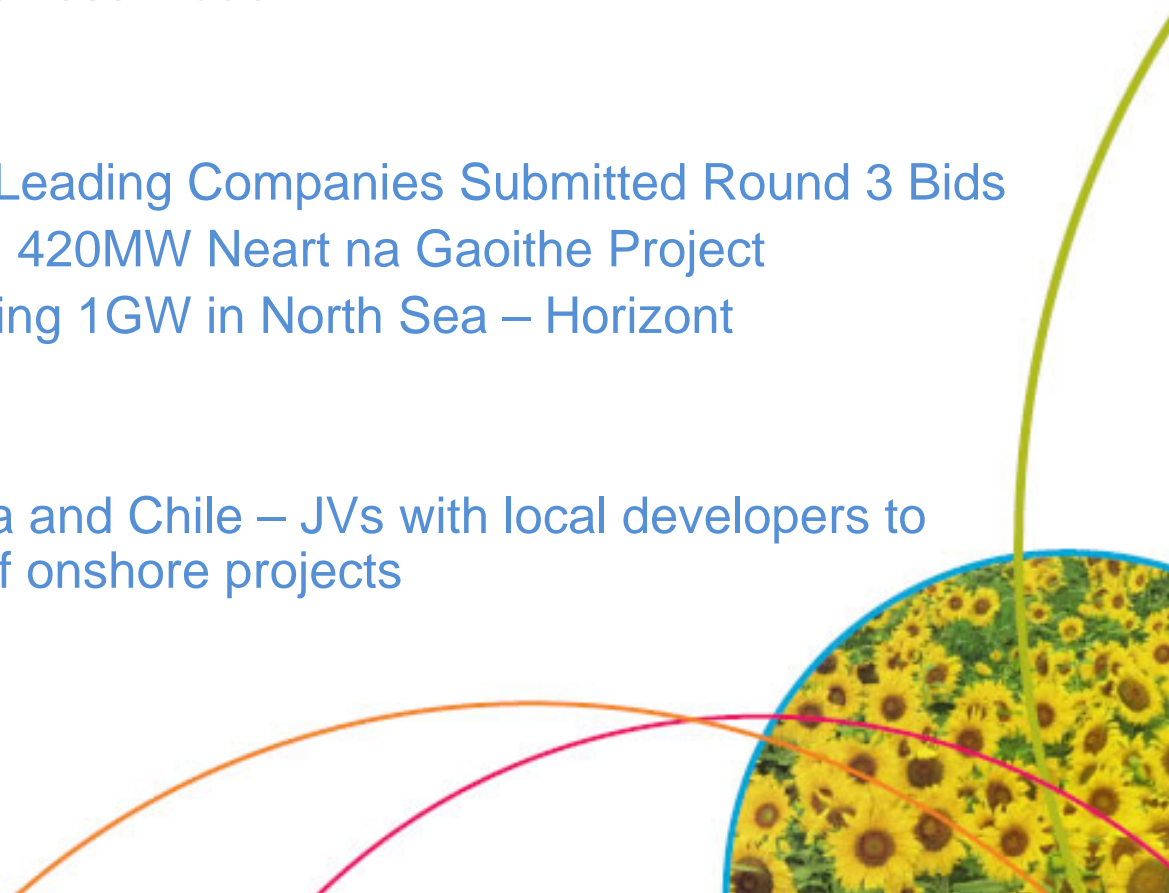 Leading Companies Submitted Round 3 Bids
420MW Neart na Gaoithe Project
ing 1GW in North Sea – Horizont
a and Chile – JVs with local developers to
f onshore projects